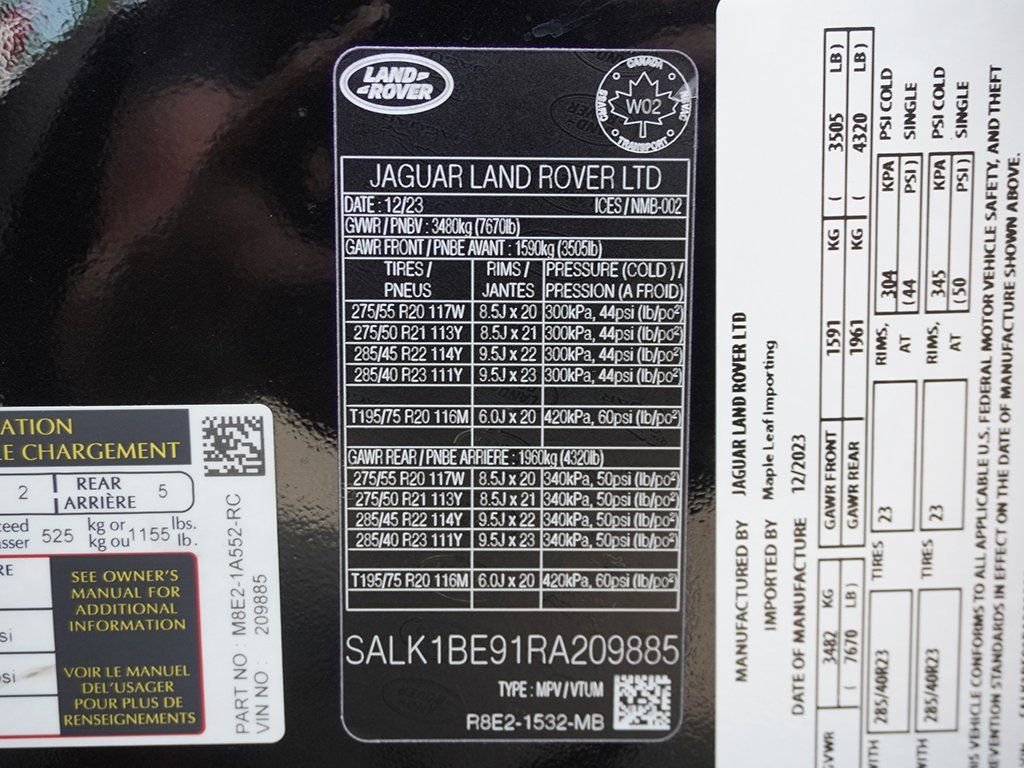 LAND-
-ROVER
CANADA
W02
TRANSPORT
JAGUAR LAND ROVER LTD
DATE : 12/23 ICES / NMB-002
GVWR / PNBV : 3480kg (7670lb)
GAWR FRONT / PNBE AVANT : 1590kg (3505lb)
TIRES / RIMS / PRESSURE (COLD) /
PNEUS JANTES PRESSION (A FROID)
275/55 R20 117W 8.5J x 20 300kPa, 44psi (lb/po²)
275/50 R21 113Y 8.5J x 21 300kPa, 44psi (lb/po²)
285/45 R22 114Y 9.5J x 22 300kPa, 44psi (lb/po²)
285/40 R23 111Y 9.5J x 23 300kPa, 44psi (lb/po²)
T195/75 R20 116M 6.0J x 20 420kPa, 60psi (lb/po²)
GAWR REAR / PNBE ARRIERE : 1960kg (4320lb)
275/55 R20 117W 8.5J x 20 340kPa, 50psi (lb/po²)
275/50 R21 113Y 8.5J x 21 340kPa, 50psi (lb/po²)
285/45 R22 114Y 9.5J x 22 340kPa, 50psi (lb/po²)
285/40 R23 111Y 9.5J x 23 340kPa, 50psi (lb/po²)
T195/75 R20 116M 6.0J x 20 420kPa, 60psi (lb/po²)
SALK1BE91RA209885
TYPE : MPV / VTUM
R8E2-1532-MB
ATION
E CHARGEMENT
2 REAR 5
ARRIÈRE
ceed 525 kg or 1155 lbs.
asser kg ou lb.
RE
SEE OWNER'S
MANUAL FOR
ADDITIONAL
INFORMATION
si
psi
VOIR LE MANUEL
DEL'USAGER
POUR PLUS DE
RENSEIGNEMENTS
PART NO : M8E2-1A552-RC
VIN NO : 209885
MANUFACTURED BY JAGUAR LAND ROVER LTD
IMPORTED BY Maple Leaf Importing
DATE OF MANUFACTURE 12/2023
GVWR 3482 KG GAWR FRONT 1591 KG ( 3505 LB )
( 7670 LB ) GAWR REAR 1961 KG ( 4320 LB )
WITH 285/40R23 TIRES 23 RIMS, 304 KPA PSI COLD
AT ( 44 PSI ) SINGLE
WITH 285/40R23 TIRES 23 RIMS, 345 KPA PSI COLD
AT ( 50 PSI ) SINGLE
HIS VEHICLE CONFORMS TO ALL APPLICABLE U.S. FEDERAL MOTOR VEHICLE SAFETY, AND THEFT
REVENTION STANDARDS IN EFFECT ON THE DATE OF MANUFACTURE SHOWN ABOVE.